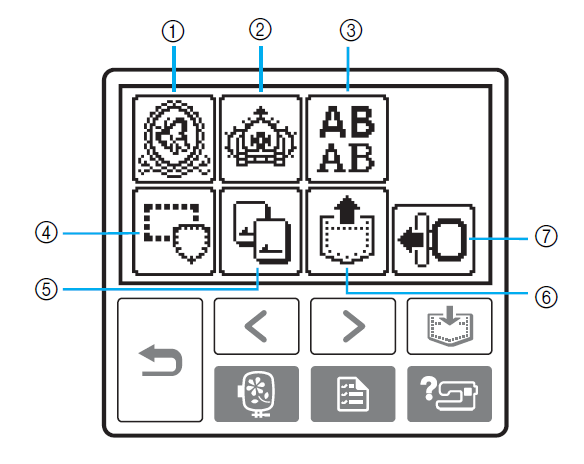 ① ② ③
AB
AB
④ ⑦
⑤ ⑥
?